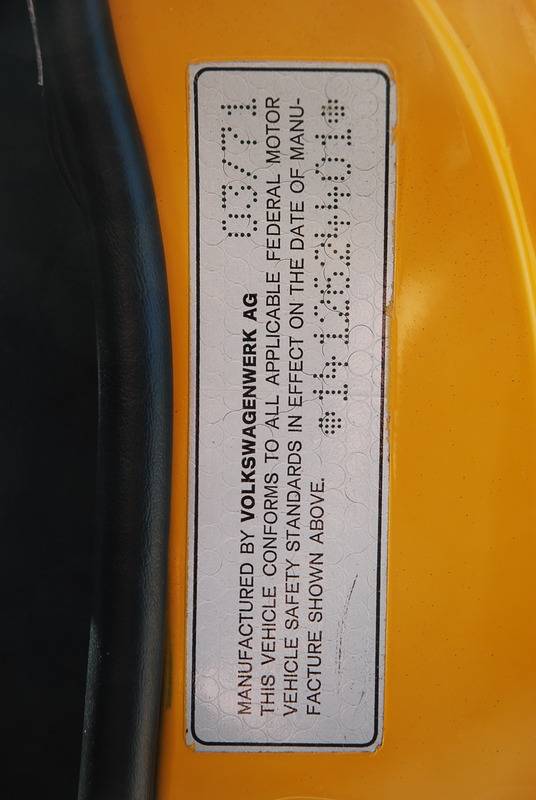 03/71
MANUFACTURED BY VOLKSWAGENWERK AG
THIS VEHICLE CONFORMS TO ALL APPLICABLE FEDERAL MOTOR
VEHICLE SAFETY STANDARDS IN EFFECT ON THE DATE OF MANU-
FACTURE SHOWN ABOVE.
1412624401